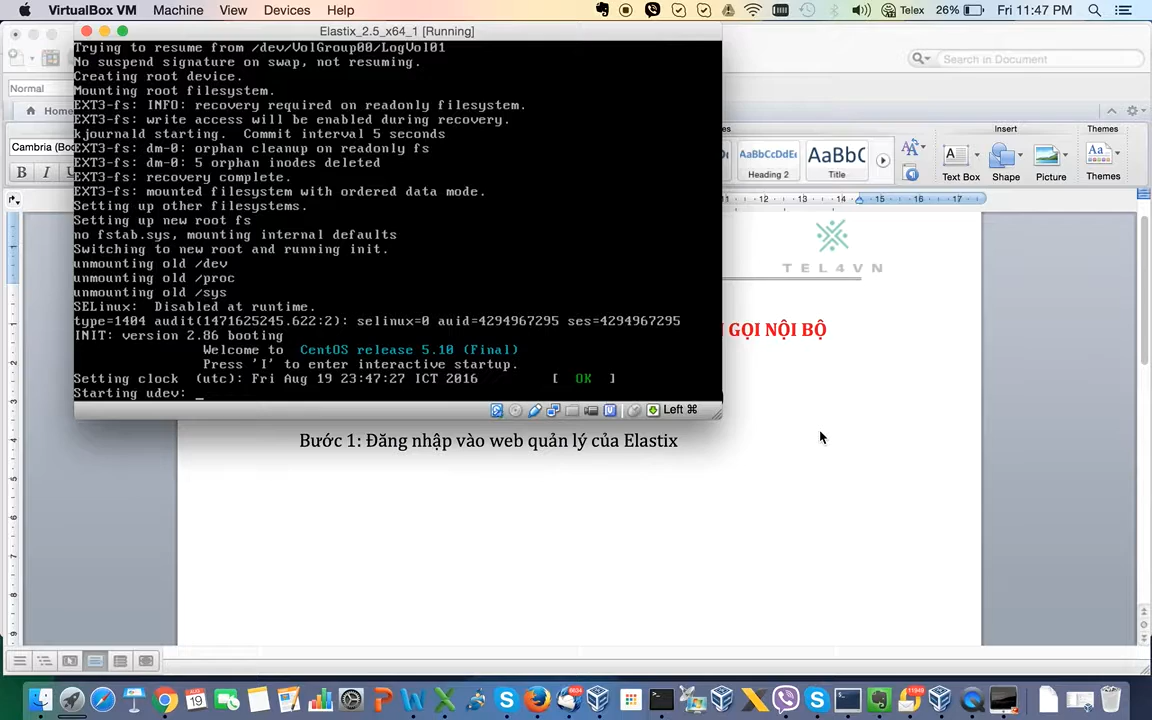 VirtualBox VM Machine View Devices Help
Telex 26% Fri 11:47 PM
Elastix_2.5_x64_1 [Running]
Trying to resume from /dev/VolGroup00/LogVol01
No suspend signature on swap, not resuming.
Creating root device.
Mounting root filesystem.
EXT3-fs: INFO: recovery required on readonly filesystem.
EXT3-fs: write access will be enabled during recovery.
kjournald starting.  Commit interval 5 seconds
EXT3-fs: dm-0: orphan cleanup on readonly fs
EXT3-fs: dm-0: 5 orphan inodes deleted
EXT3-fs: recovery complete.
EXT3-fs: mounted filesystem with ordered data mode.
Setting up other filesystems.
Setting up new root fs
no fstab.sys, mounting internal defaults
Switching to new root and running init.
unmounting old /dev
unmounting old /proc
unmounting old /sys
SELinux:  Disabled at runtime.
type=1404 audit(1471625245.622:2): selinux=0 auid=4294967295 ses=4294967295
INIT: version 2.86 booting
Welcome to  CentOS release 5.10 (Final)
Press 'I' to enter interactive startup.
Setting clock  (utc): Fri Aug 19 23:47:27 ICT 2016 [  OK  ]
Starting udev: _
Left ⌘
Search in Document
Normal
Home
Cambria (Boo
B I U
Insert Themes
AaBbCcDdEe AaBbC
Heading 2 Title
Text Box Shape Picture Themes
11 12 13 14 15 16 17
TEL4VN
GỌI NỘI BỘ
Bước 1: Đăng nhập vào web quản lý của Elastix